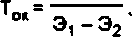 Tок = ────── .
Э₁ – Э₂